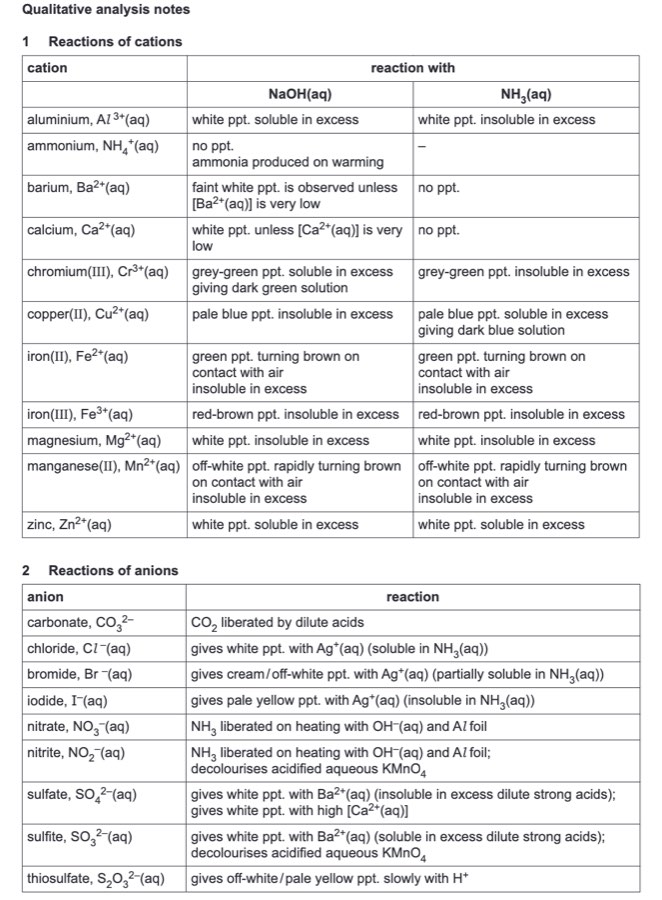 Qualitative analysis notes
1 Reactions of cations
cation reaction with
NaOH(aq) NH₃(aq)
aluminium, Al³⁺(aq) white ppt. soluble in excess white ppt. insoluble in excess
ammonium, NH₄⁺(aq) no ppt. –
ammonia produced on warming
barium, Ba²⁺(aq) faint white ppt. is observed unless no ppt.
[Ba²⁺(aq)] is very low
calcium, Ca²⁺(aq) white ppt. unless [Ca²⁺(aq)] is very no ppt.
low
chromium(III), Cr³⁺(aq) grey-green ppt. soluble in excess grey-green ppt. insoluble in excess
giving dark green solution
copper(II), Cu²⁺(aq) pale blue ppt. insoluble in excess pale blue ppt. soluble in excess
giving dark blue solution
iron(II), Fe²⁺(aq) green ppt. turning brown on green ppt. turning brown on
contact with air contact with air
insoluble in excess insoluble in excess
iron(III), Fe³⁺(aq) red-brown ppt. insoluble in excess red-brown ppt. insoluble in excess
magnesium, Mg²⁺(aq) white ppt. insoluble in excess white ppt. insoluble in excess
manganese(II), Mn²⁺(aq) off-white ppt. rapidly turning brown off-white ppt. rapidly turning brown
on contact with air on contact with air
insoluble in excess insoluble in excess
zinc, Zn²⁺(aq) white ppt. soluble in excess white ppt. soluble in excess
2 Reactions of anions
anion reaction
carbonate, CO₃²⁻ CO₂ liberated by dilute acids
chloride, Cl⁻(aq) gives white ppt. with Ag⁺(aq) (soluble in NH₃(aq))
bromide, Br⁻(aq) gives cream/off-white ppt. with Ag⁺(aq) (partially soluble in NH₃(aq))
iodide, I⁻(aq) gives pale yellow ppt. with Ag⁺(aq) (insoluble in NH₃(aq))
nitrate, NO₃⁻(aq) NH₃ liberated on heating with OH⁻(aq) and Al foil
nitrite, NO₂⁻(aq) NH₃ liberated on heating with OH⁻(aq) and Al foil;
decolourises acidified aqueous KMnO₄
sulfate, SO₄²⁻(aq) gives white ppt. with Ba²⁺(aq) (insoluble in excess dilute strong acids);
gives white ppt. with high [Ca²⁺(aq)]
sulfite, SO₃²⁻(aq) gives white ppt. with Ba²⁺(aq) (soluble in excess dilute strong acids);
decolourises acidified aqueous KMnO₄
thiosulfate, S₂O₃²⁻(aq) gives off-white/pale yellow ppt. slowly with H⁺